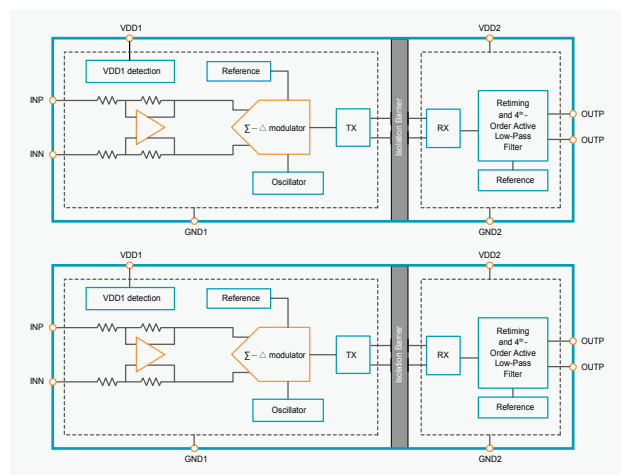 VDD1
VDD2
VDD1 detection
Reference
INP
∑ – △ modulator
TX
Isolation Barrier
RX
Retiming
and 4th-
Order Active
Low-Pass
Filter
OUTP
OUTP
INN
Oscillator
Reference
GND1
GND2
VDD1
VDD2
VDD1 detection
Reference
INP
∑ – △ modulator
TX
Isolation Barrier
RX
Retiming
and 4th-
Order Active
Low-Pass
Filter
OUTP
OUTP
INN
Oscillator
Reference
GND1
GND2